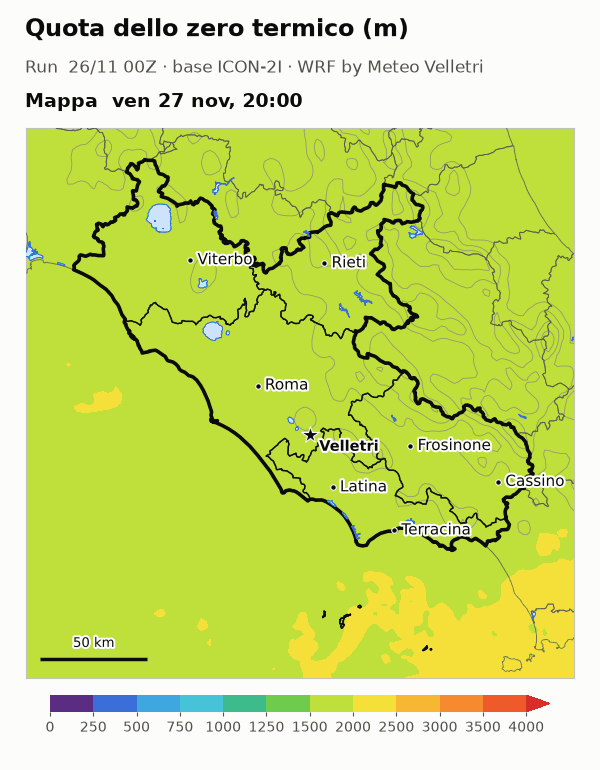 Quota dello zero termico (m)
Run  26/11 00Z · base ICON-2I · WRF by Meteo Velletri
Mappa  ven 27 nov, 20:00
Viterbo
Rieti
Roma
Velletri
Frosinone
Latina
Cassino
Terracina
50 km
0 250 500 750 1000 1250 1500 2000 2500 3000 3500 4000